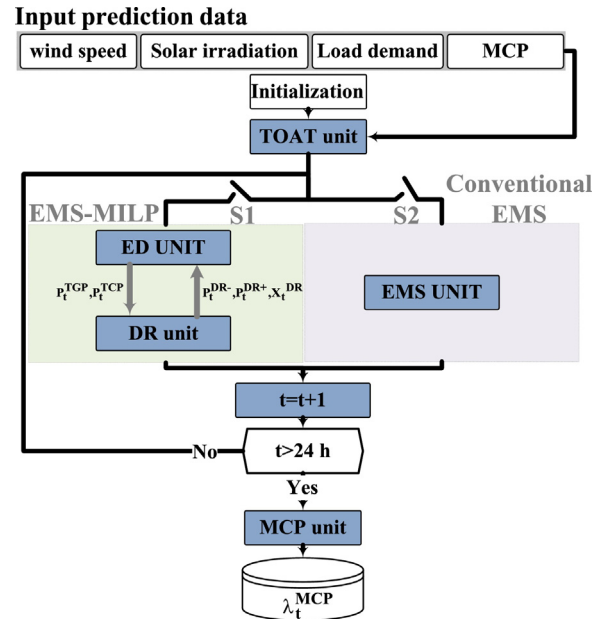 Input prediction data
wind speed Solar irradiation Load demand MCP
Initialization
TOAT unit
EMS-MILP S1 S2 Conventional
EMS
ED UNIT
P_t^TGP,P_t^TCP P_t^DR-,P_t^DR+,X_t^DR
EMS UNIT
DR unit
t=t+1
No t>24 h
Yes
MCP unit
λ_t^MCP